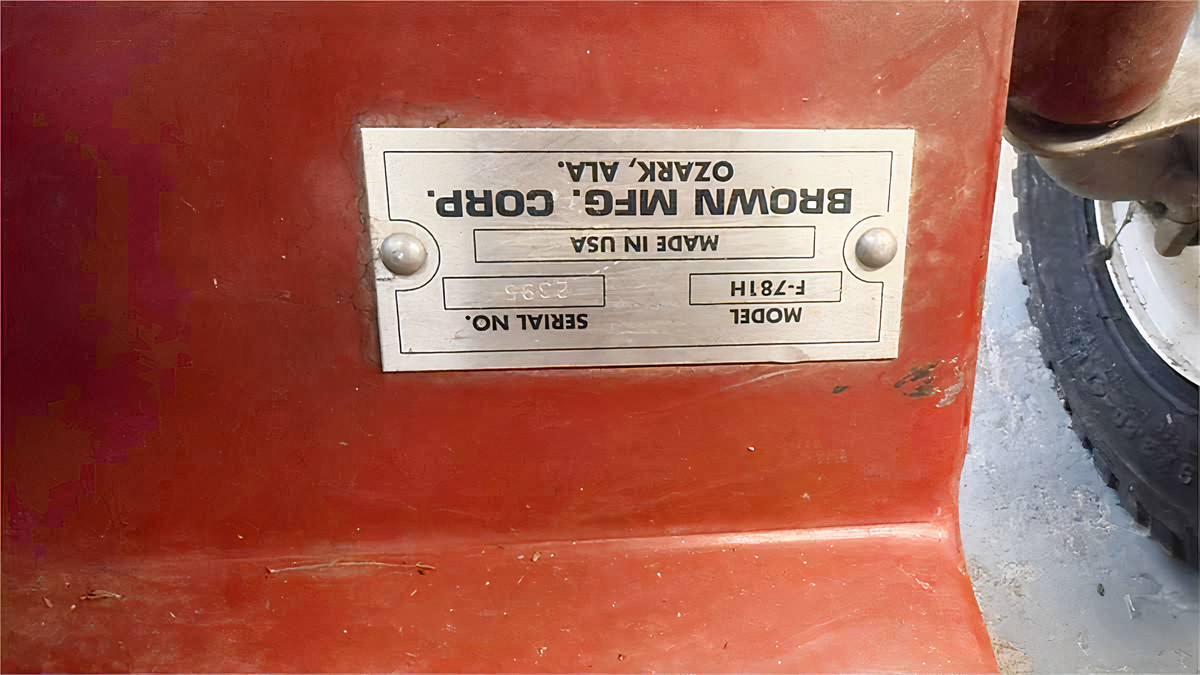 MODEL SERIAL NO.
F-781H 2395
MADE IN USA
BROWN MFG. CORP.
OZARK, ALA.